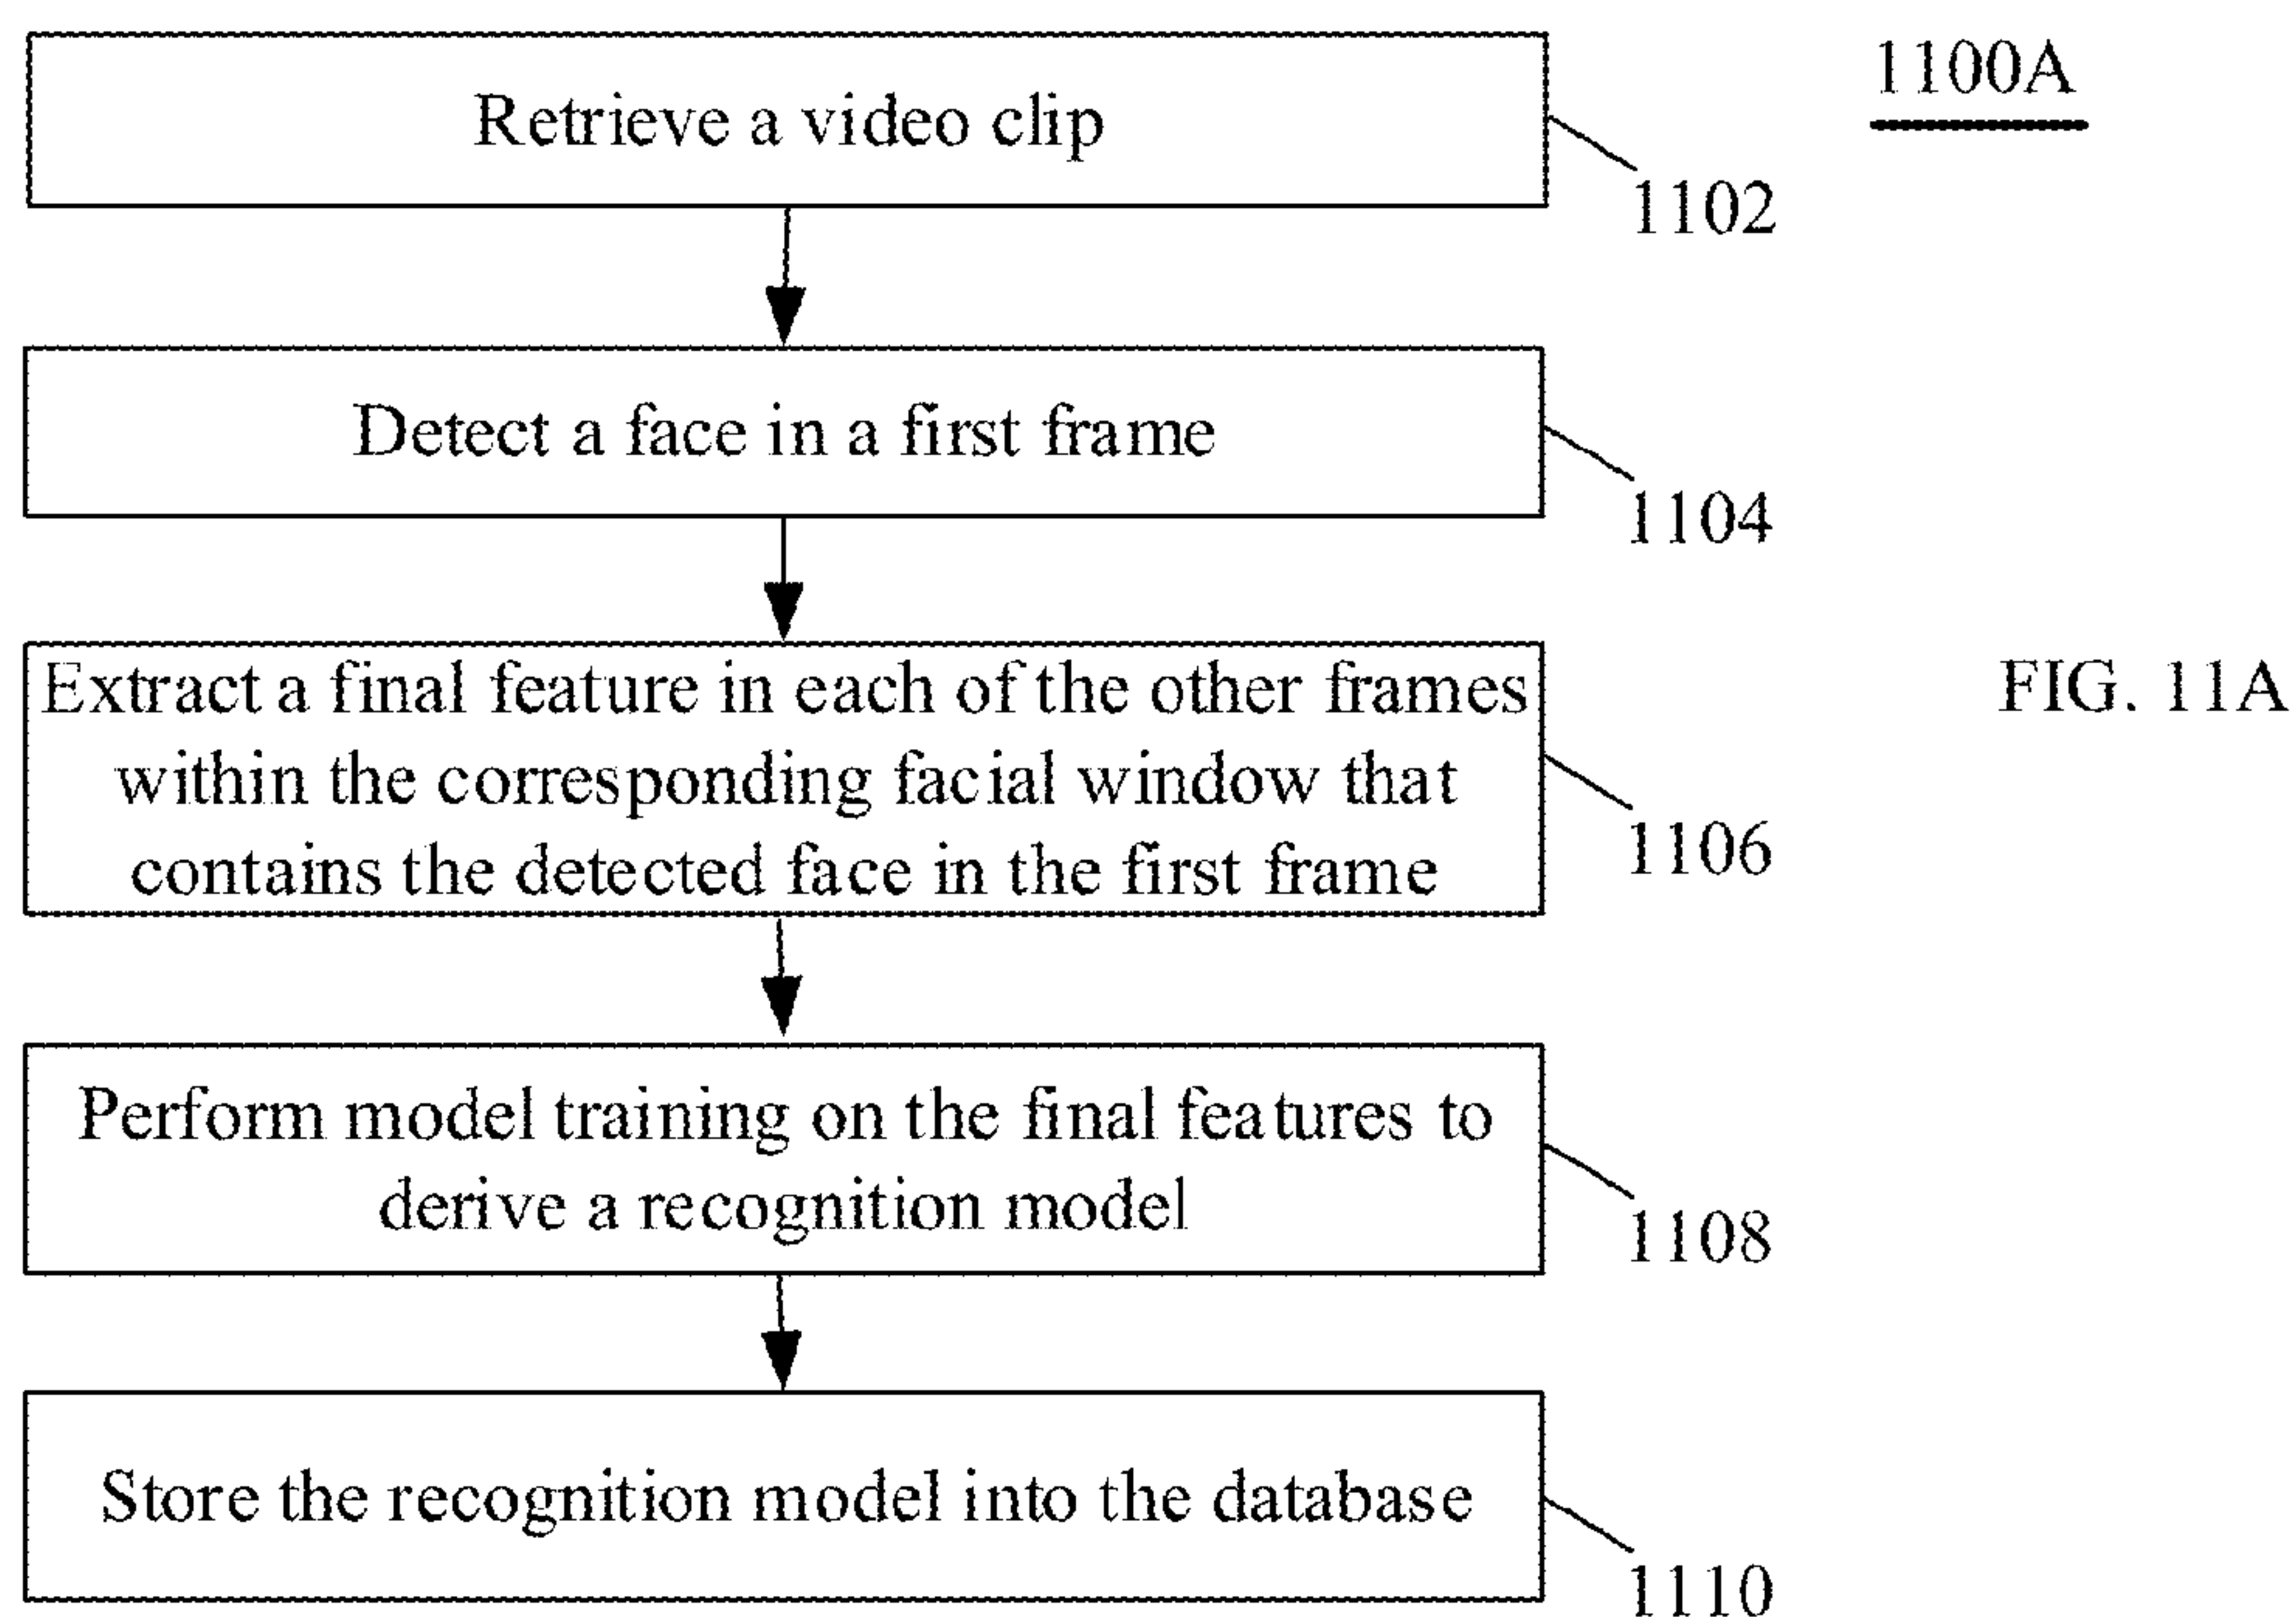 1100A
Retrieve a video clip
1102
Detect a face in a first frame
1104
Extract a final feature in each of the other frames
within the corresponding facial window that
contains the detected face in the first frame
1106
FIG. 11A
Perform model training on the final features to
derive a recognition model
1108
Store the recognition model into the database
1110